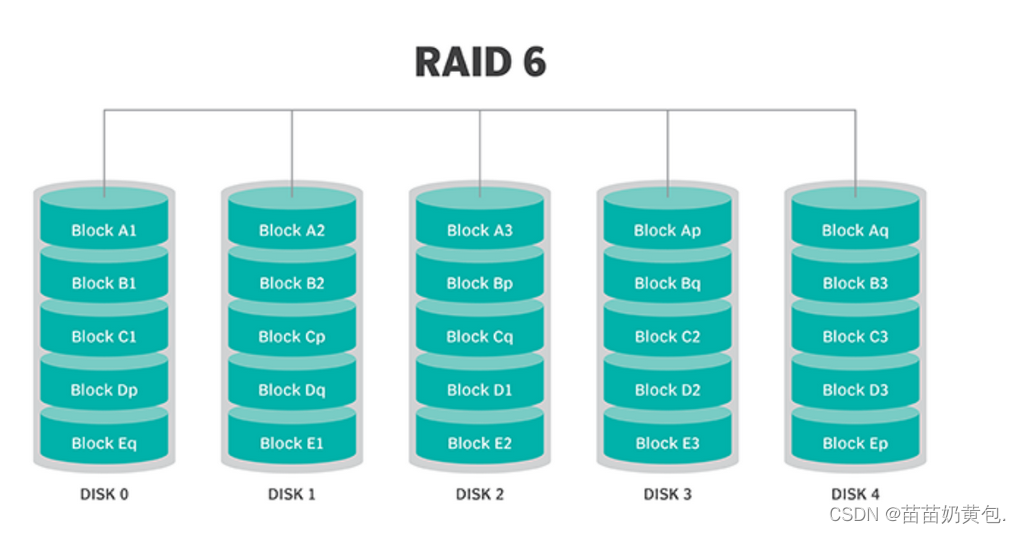 RAID 6
Block A1 Block A2 Block A3 Block Ap Block Aq
Block B1 Block B2 Block Bp Block Bq Block B3
Block C1 Block Cp Block Cq Block C2 Block C3
Block Dp Block Dq Block D1 Block D2 Block D3
Block Eq Block E1 Block E2 Block E3 Block Ep
DISK 0 DISK 1 DISK 2 DISK 3 DISK 4
CSDN @苗苗奶黄包.